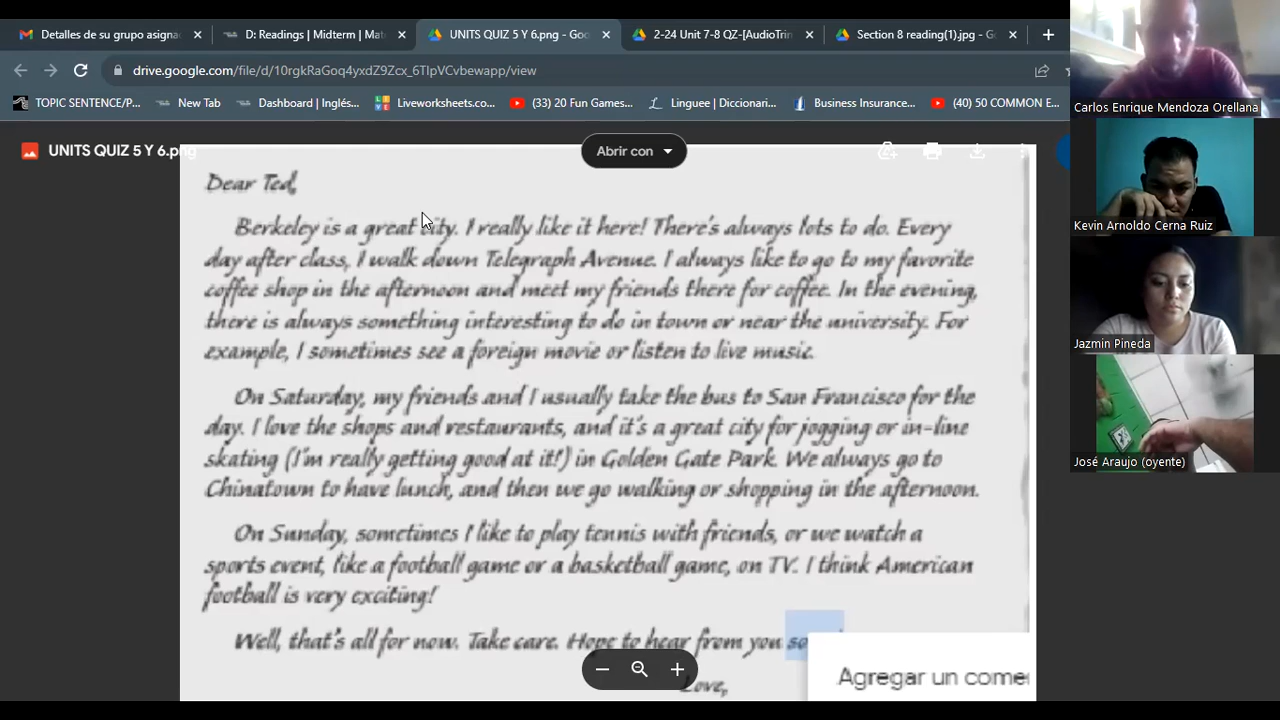 Detalles de su grupo asigna
D: Readings | Midterm | Mat
UNITS QUIZ 5 Y 6.png - Goo
2-24 Unit 7-8 QZ-[AudioTrin
Section 8 reading(1).jpg - G
drive.google.com/file/d/10rgkRaGoq4yxdZ9Zcx_6TlpVCvbewapp/view
TOPIC SENTENCE/P...
New Tab
Dashboard | Inglés...
Liveworksheets.co...
(33) 20 Fun Games...
Linguee | Diccionari...
Business Insurance...
(40) 50 COMMON E...
UNITS QUIZ 5 Y 6.png
Abrir con
Dear Ted,
Berkeley is a great city. I really like it here! There's always lots to do. Every
day after class, I walk down Telegraph Avenue. I always like to go to my favorite
coffee shop in the afternoon and meet my friends there for coffee. In the evening,
there is always something interesting to do in town or near the university. For
example, I sometimes see a foreign movie or listen to live music.
On Saturday, my friends and I usually take the bus to San Francisco for the
day. I love the shops and restaurants, and it's a great city for jogging or in-line
skating (I'm really getting good at it!) in Golden Gate Park. We always go to
Chinatown to have lunch, and then we go walking or shopping in the afternoon.
On Sunday, sometimes I like to play tennis with friends, or we watch a
sports event, like a football game or a basketball game, on TV. I think American
football is very exciting!
Well, that's all for now. Take care. Hope to hear from you so
Love,
Agregar un comer
Carlos Enrique Mendoza Orellana
Kevin Arnoldo Cerna Ruiz
Jazmin Pineda
José Araujo (oyente)